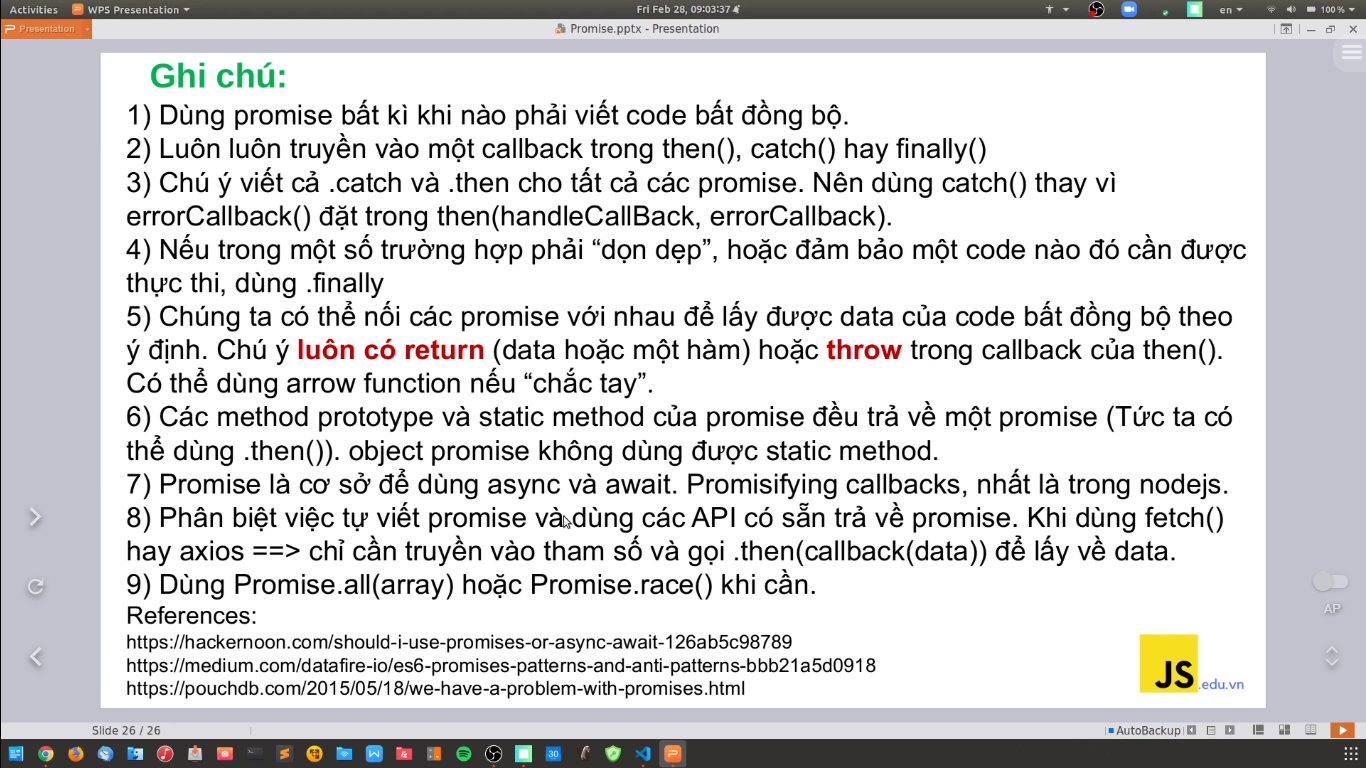 Activities WPS Presentation Fri Feb 28, 09:03:37 en 100 %
Presentation Promise.pptx - Presentation
Ghi chú:
1) Dùng promise bất kì khi nào phải viết code bất đồng bộ.
2) Luôn luôn truyền vào một callback trong then(), catch() hay finally()
3) Chú ý viết cả .catch và .then cho tất cả các promise. Nên dùng catch() thay vì
errorCallback() đặt trong then(handleCallBack, errorCallback).
4) Nếu trong một số trường hợp phải “dọn dẹp”, hoặc đảm bảo một code nào đó cần được
thực thi, dùng .finally
5) Chúng ta có thể nối các promise với nhau để lấy được data của code bất đồng bộ theo
ý định. Chú ý luôn có return (data hoặc một hàm) hoặc throw trong callback của then().
Có thể dùng arrow function nếu “chắc tay”.
6) Các method prototype và static method của promise đều trả về một promise (Tức ta có
thể dùng .then()). object promise không dùng được static method.
7) Promise là cơ sở để dùng async và await. Promisifying callbacks, nhất là trong nodejs.
8) Phân biệt việc tự viết promise và dùng các API có sẵn trả về promise. Khi dùng fetch()
hay axios ==> chỉ cần truyền vào tham số và gọi .then(callback(data)) để lấy về data.
9) Dùng Promise.all(array) hoặc Promise.race() khi cần.
References:
https://hackernoon.com/should-i-use-promises-or-async-await-126ab5c98789
https://medium.com/datafire-io/es6-promises-patterns-and-anti-patterns-bbb21a5d0918
https://pouchdb.com/2015/05/18/we-have-a-problem-with-promises.html
JS.edu.vn
AP
Slide 26 / 26 AutoBackup
30